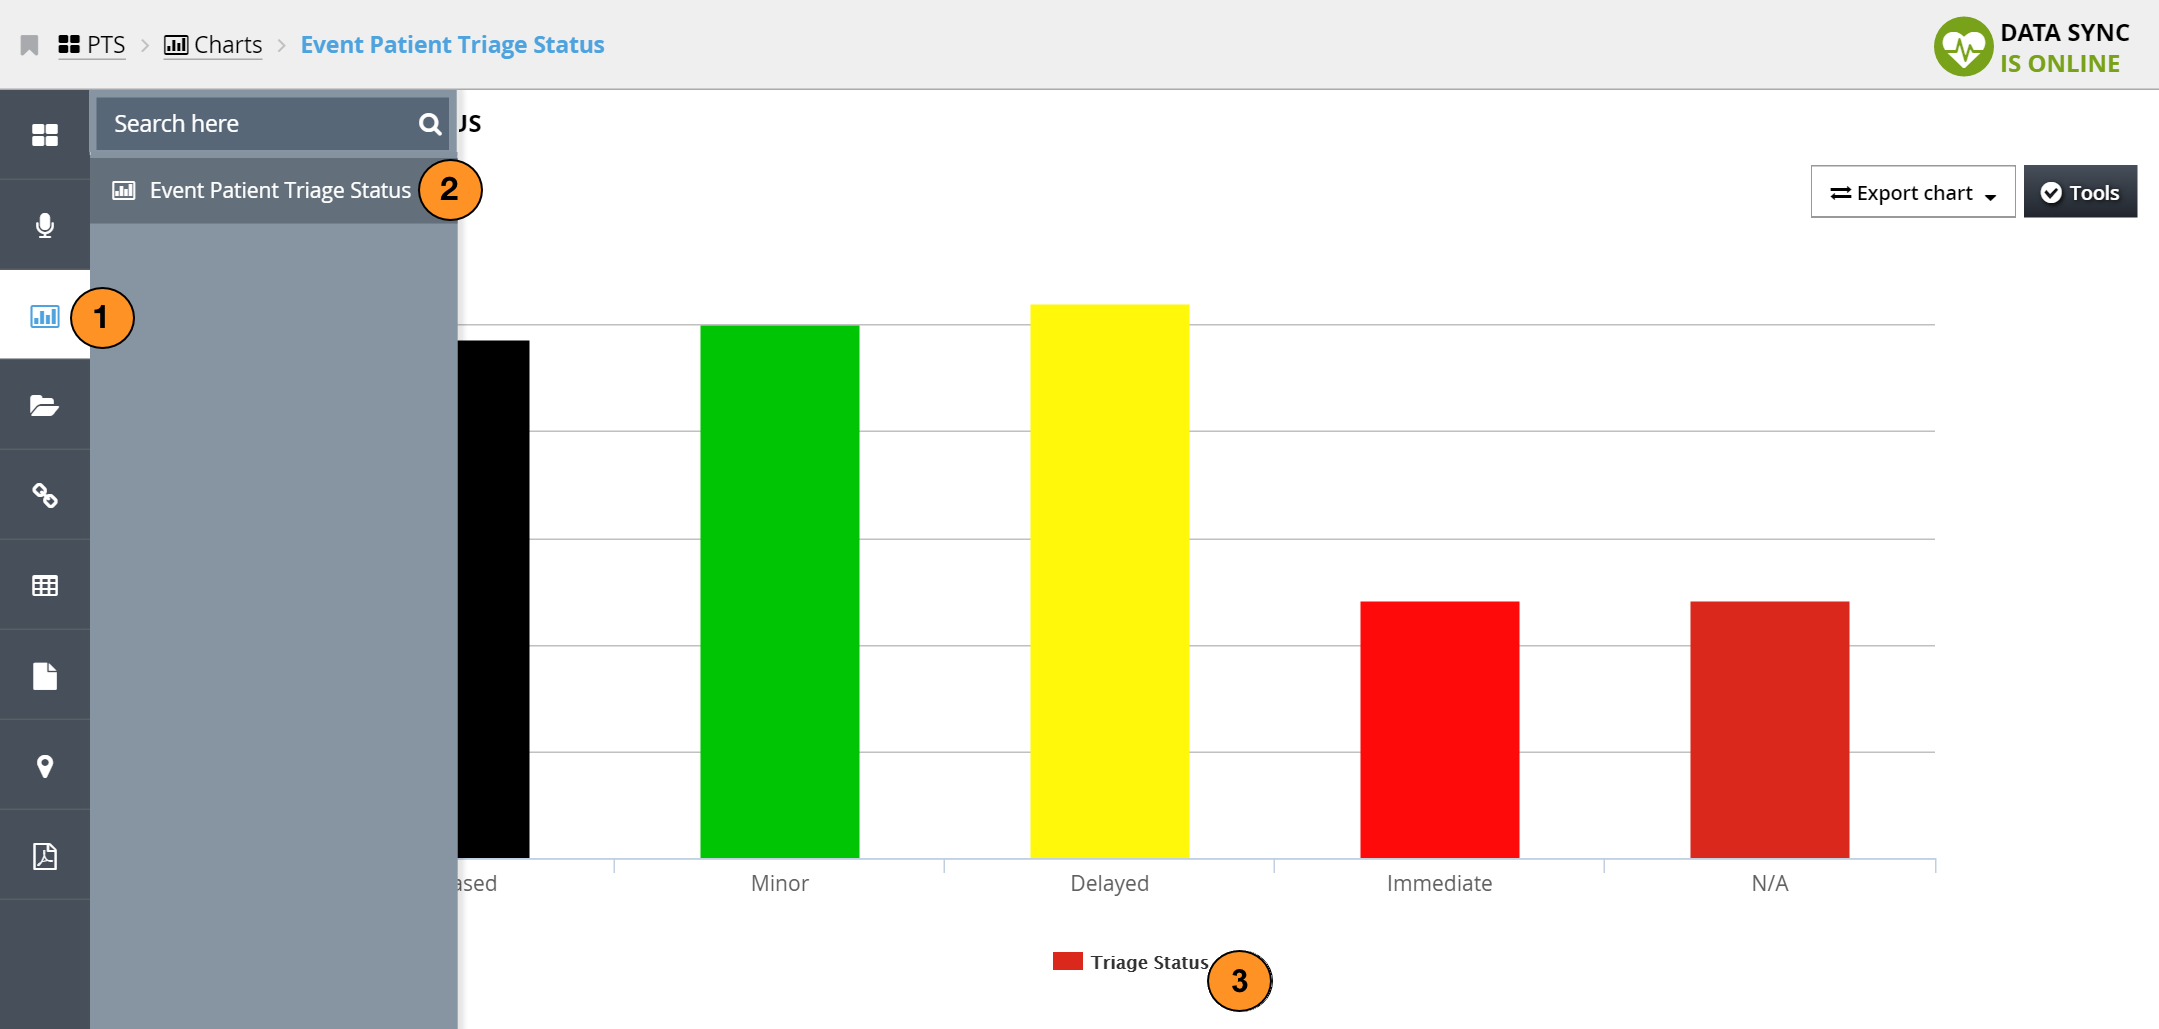 PTS > Charts > Event Patient Triage Status
DATA SYNC
IS ONLINE
Search here
US
Event Patient Triage Status
2
Export chart
Tools
1
ased
Minor
Delayed
Immediate
N/A
Triage Status
3